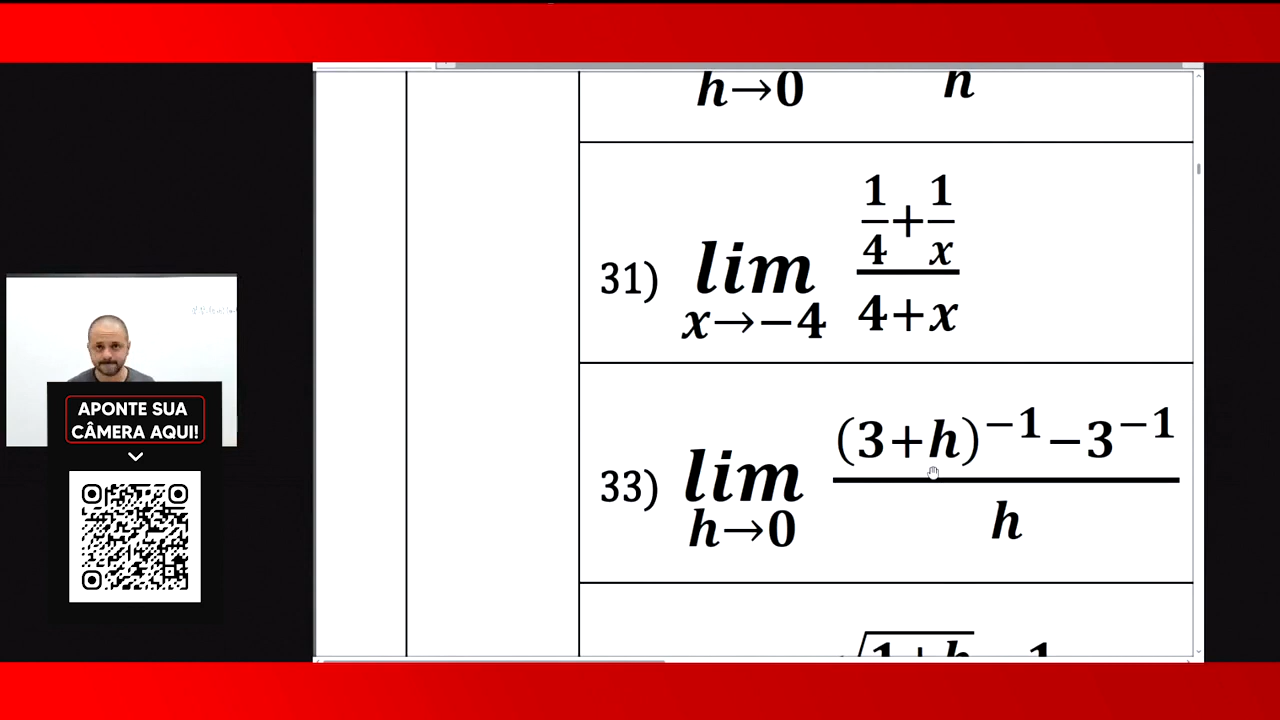 h→0 h
31) lim x→−4 (1/4+1/x)/(4+x)
33) lim h→0 ((3+h)^−1−3^−1)/h
APONTE SUA
CÂMERA AQUI!